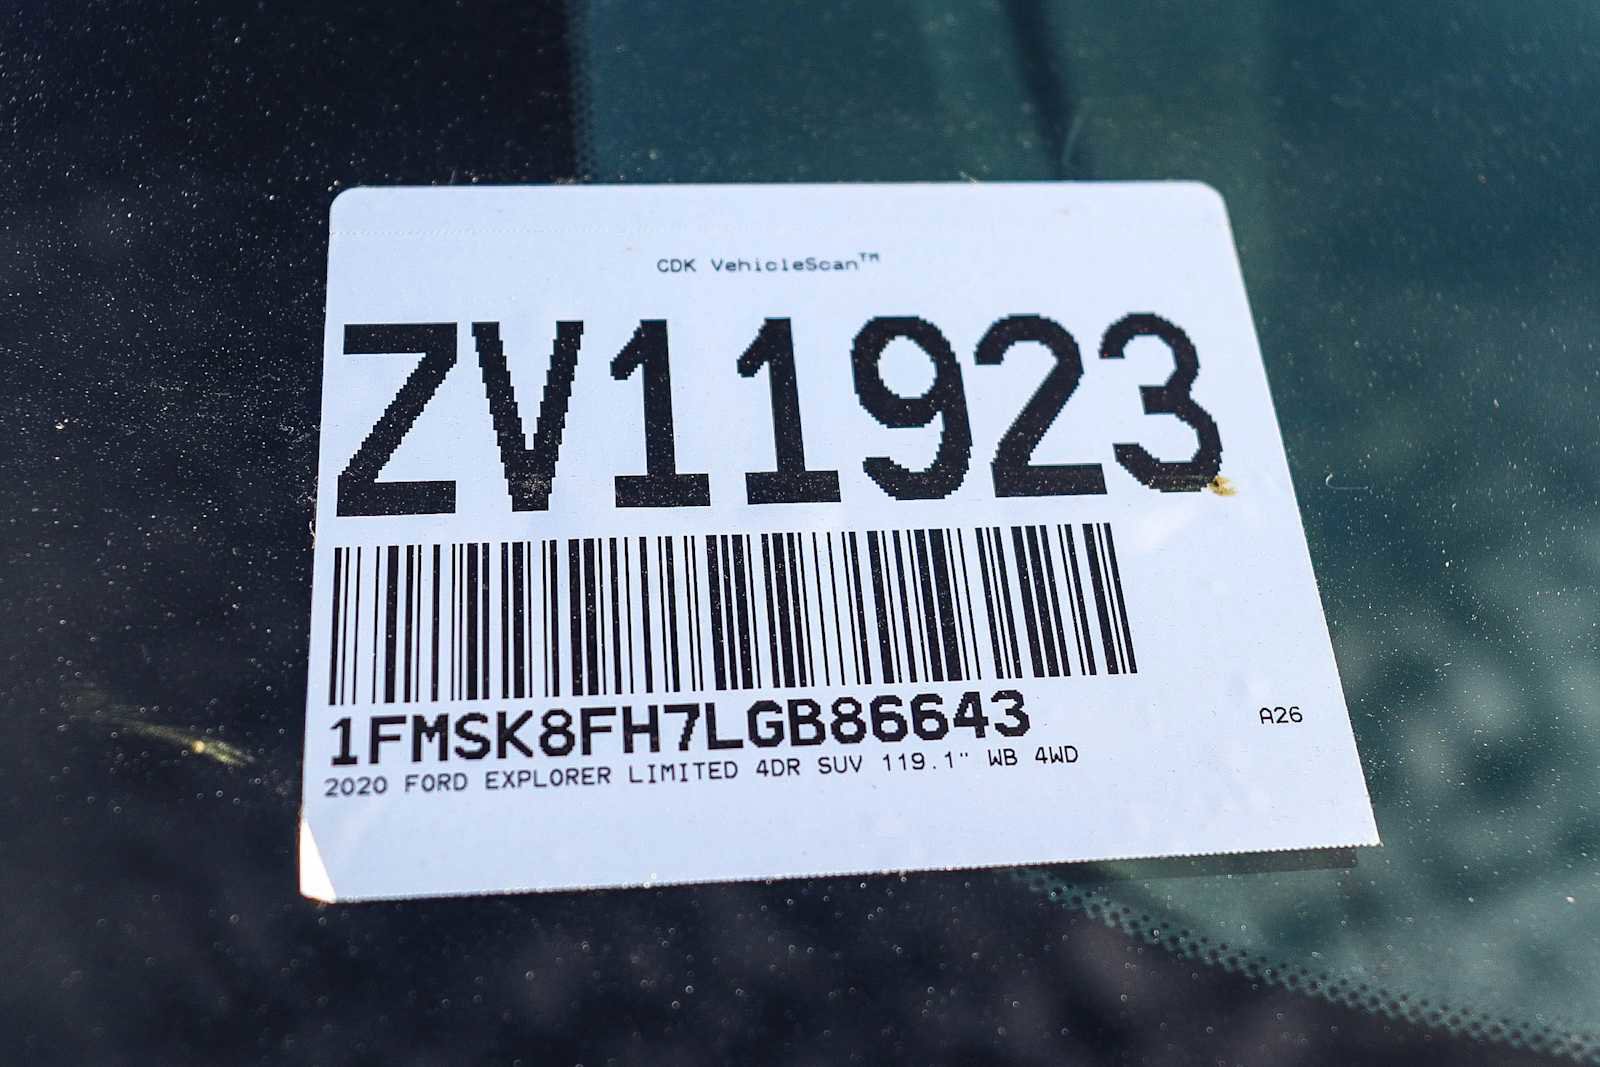 CDK VehicleScan™
ZV11923
1FMSK8FH7LGB86643
A26
2020 FORD EXPLORER LIMITED 4DR SUV 119.1" WB 4WD